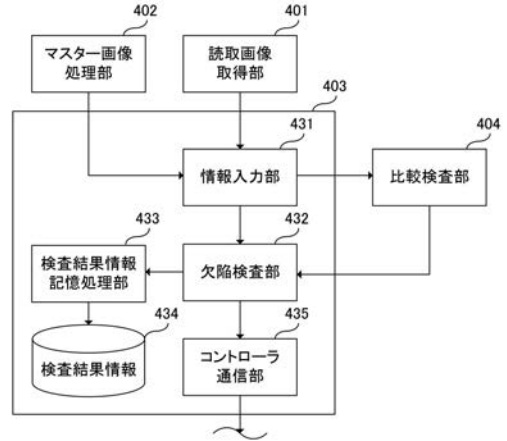 402
マスター画像
処理部
401
読取画像
取得部
403
431
情報入力部
404
比較検査部
432
欠陥検査部
433
検査結果情報
記憶処理部
434
検査結果情報
435
コントローラ
通信部